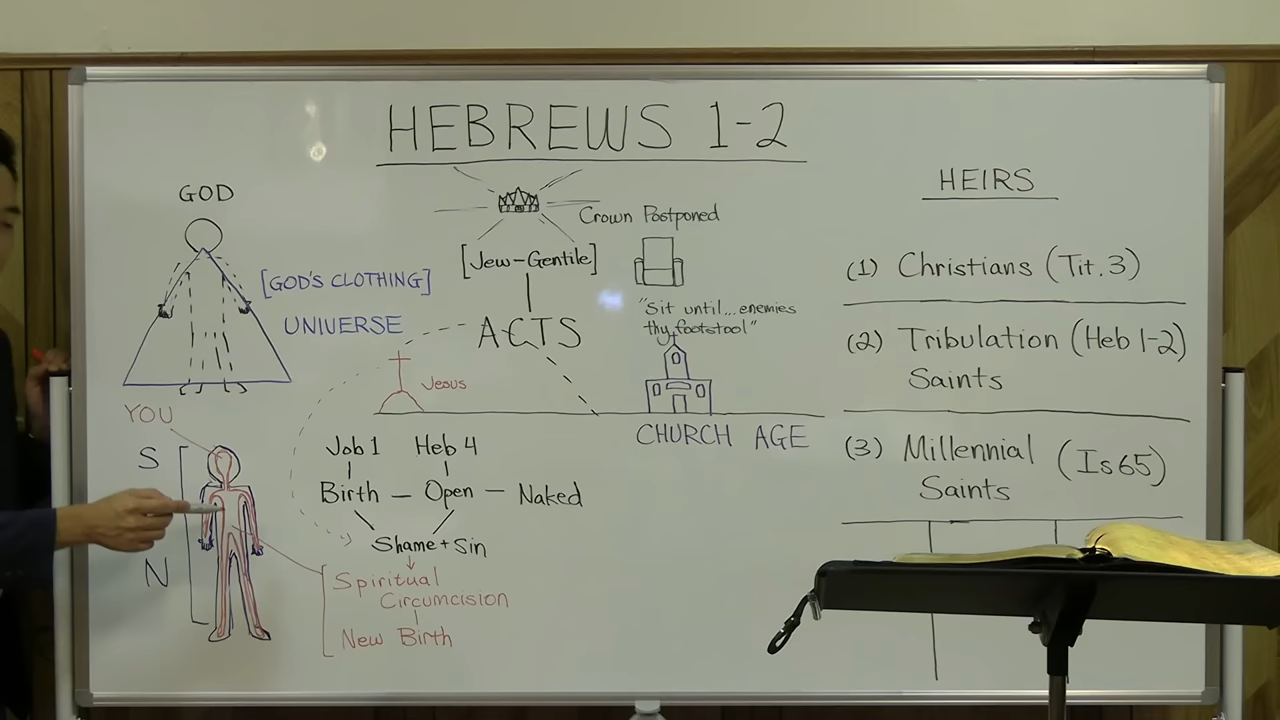 HEBREWS 1-2
GOD
[GOD'S CLOTHING]
UNIVERSE
Crown Postponed
[Jew-Gentile]
"Sit until...enemies
thy footstool"
ACTS
Jesus
CHURCH AGE
YOU
S
N
Job 1 Heb 4
Birth - Open - Naked
Shame + Sin
Spiritual
Circumcision
New Birth
HEIRS
(1) Christians (Tit. 3)
(2) Tribulation (Heb 1-2)
Saints
(3) Millennial (Is 65)
Saints